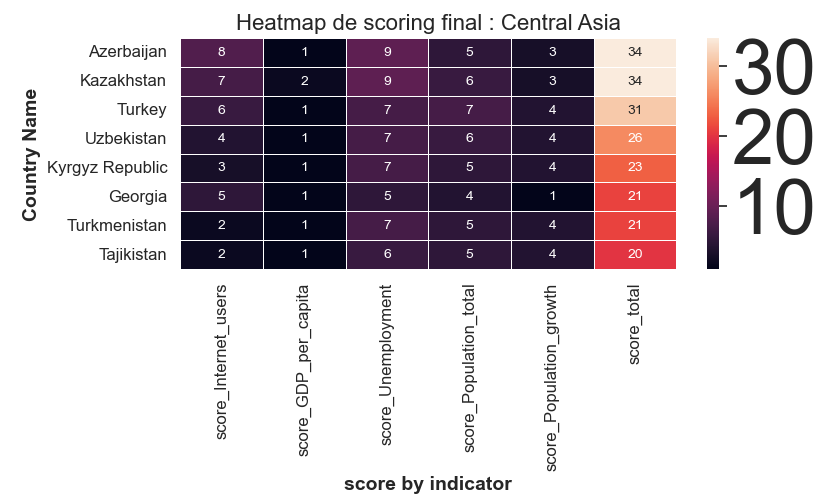 Heatmap de scoring final : Central Asia
Country Name
Azerbaijan 8 1 9 5 3 34
Kazakhstan 7 2 9 6 3 34
Turkey 6 1 7 7 4 31
Uzbekistan 4 1 7 6 4 26
Kyrgyz Republic 3 1 7 5 4 23
Georgia 5 1 5 4 1 21
Turkmenistan 2 1 7 5 4 21
Tajikistan 2 1 6 5 4 20
score_Internet_users
score_GDP_per_capita
score_Unemployment
score_Population_total
score_Population_growth
score_total
score by indicator
30
20
10